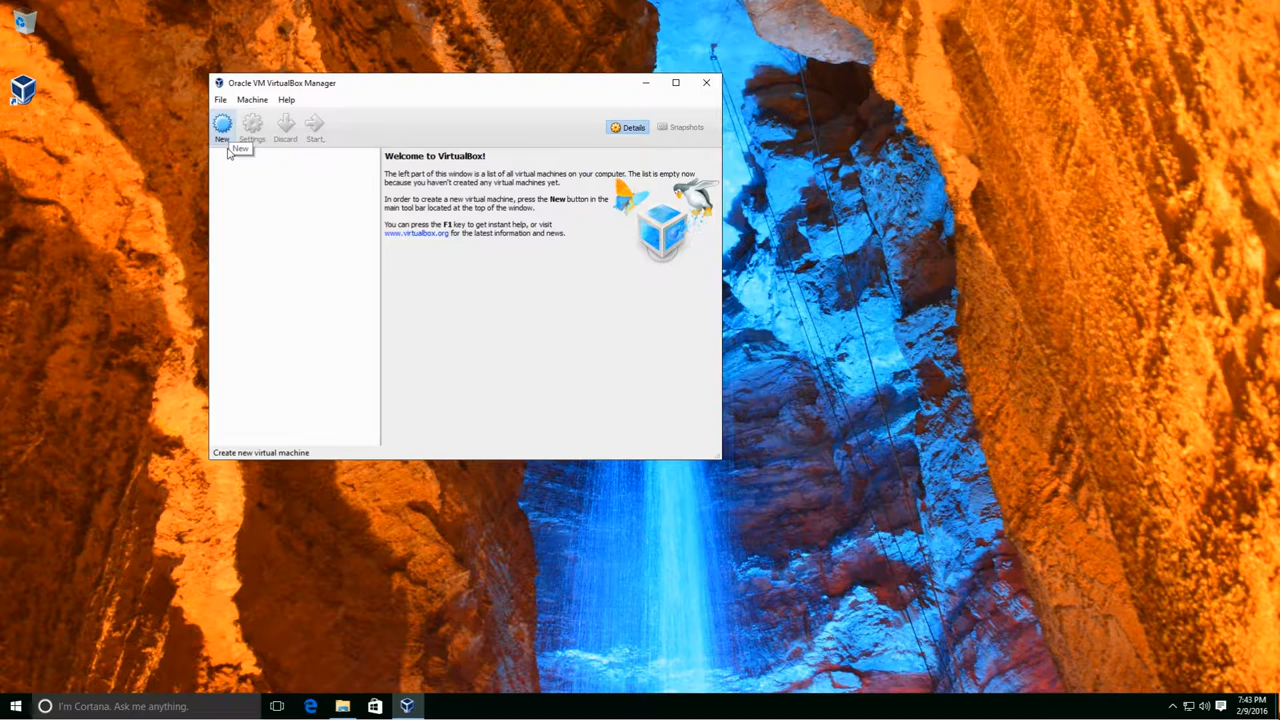 Oracle VM VirtualBox Manager
File Machine Help
New Settings Discard Start
Details Snapshots
New
Welcome to VirtualBox!
The left part of this window is a list of all virtual machines on your computer. The list is empty now
because you haven't created any virtual machines yet.
In order to create a new virtual machine, press the New button in the
main tool bar located at the top of the window.
You can press the F1 key to get instant help, or visit
www.virtualbox.org for the latest information and news.
Create new virtual machine
I'm Cortana. Ask me anything.
7:43 PM
2/9/2016